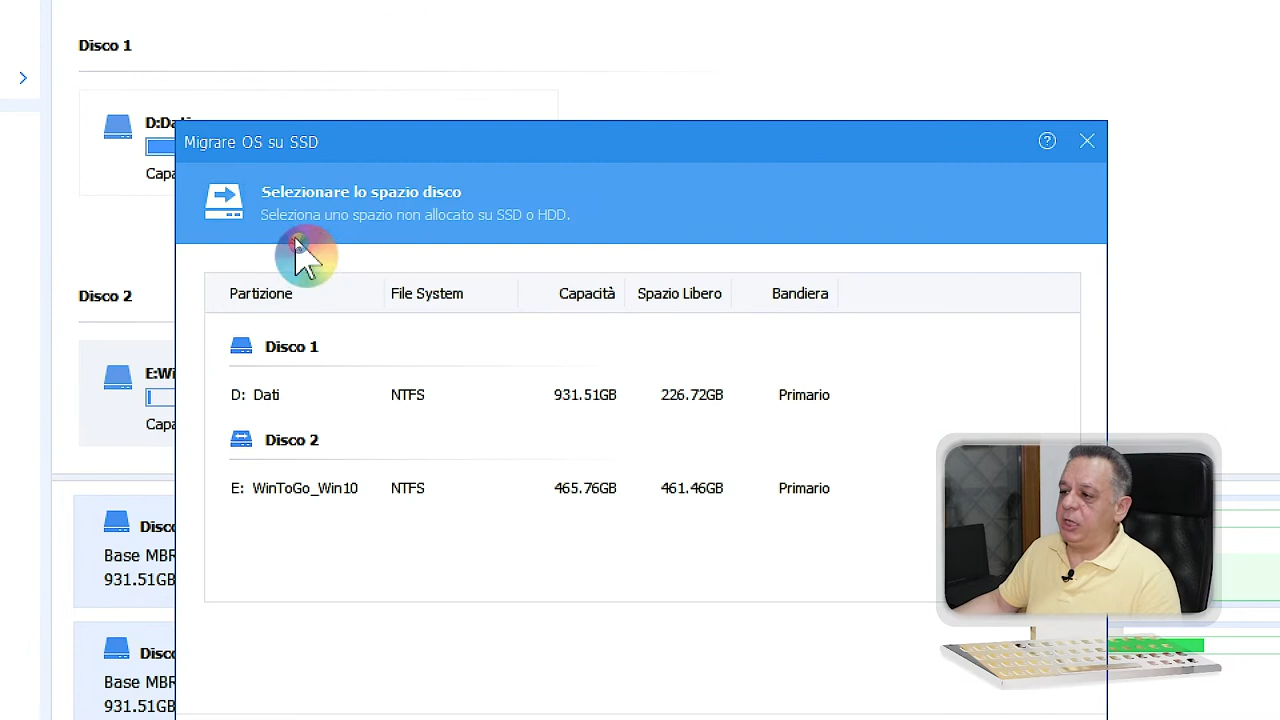 Disco 1
D:Dati
Capa
Migrare OS su SSD
Selezionare lo spazio disco
Seleziona uno spazio non allocato su SSD o HDD.
Disco 2
Partizione File System Capacità Spazio Libero Bandiera
Disco 1
E:Wi
D: Dati NTFS 931.51GB 226.72GB Primario
Capa
Disco 2
E: WinToGo_Win10 NTFS 465.76GB 461.46GB Primario
Disco
Base MBR
931.51GB
Disco
Base MBR
931.51GB